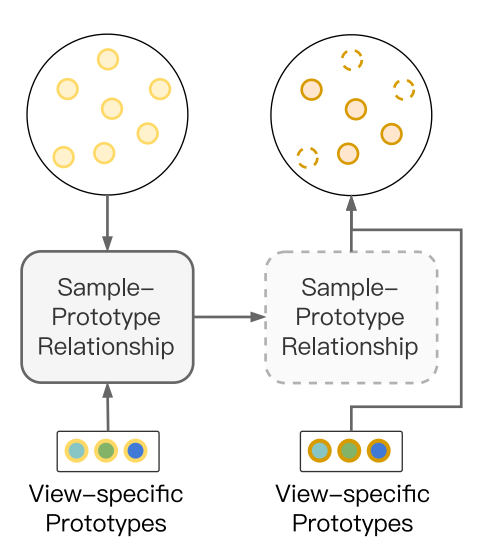 Sample-
Prototype
Relationship
Sample-
Prototype
Relationship
View-specific
Prototypes
View-specific
Prototypes